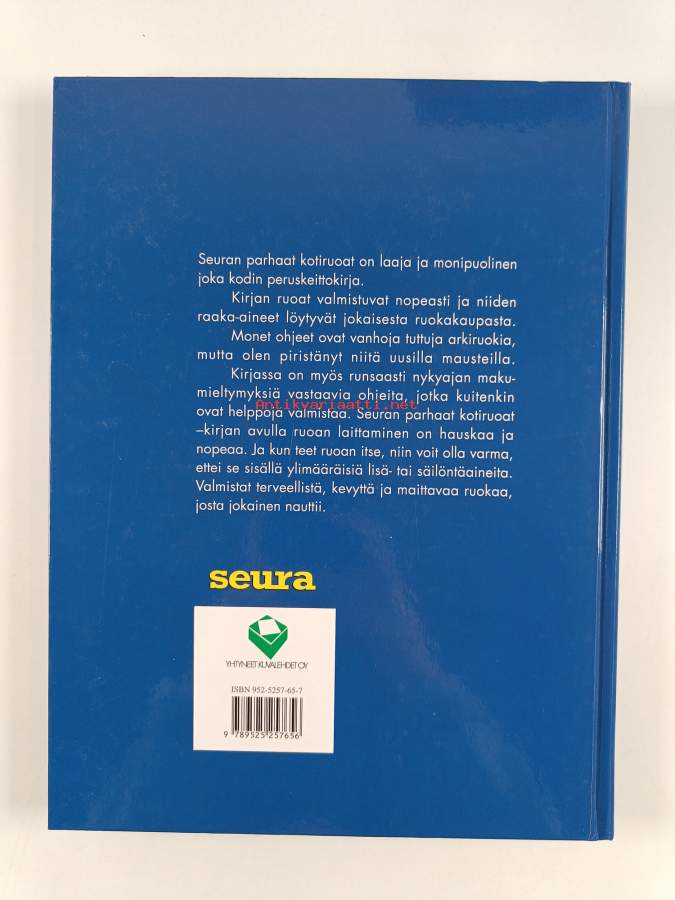 Seuran parhaat kotiruoat on laaja ja monipuolinen
joka kodin peruskeittokirja.
Kirjan ruoat valmistuvat nopeasti ja niiden
raaka-aineet löytyvät jokaisesta ruokakaupasta.
Monet ohjeet ovat vanhoja tuttuja arkiruokia,
mutta olen piristänyt niitä uusilla mausteilla.
Kirjassa on myös runsaasti nykyajan maku-
mieltymyksiä vastaavia ohjeita, jotka kuitenkin
Antikvariaatti.net
ovat helppoja valmistaa. Seuran parhaat kotiruoat
–kirjan avulla ruoan laittaminen on hauskaa ja
nopeaa. Ja kun teet ruoan itse, niin voit olla varma,
ettei se sisällä ylimääräisiä lisä- tai säilöntäaineita.
Valmistat terveellistä, kevyttä ja maittavaa ruokaa,
josta jokainen nauttii.
seura
YHTYNEET KUVALEHDET OY
ISBN 952-5257-65-7
9 789525 257656